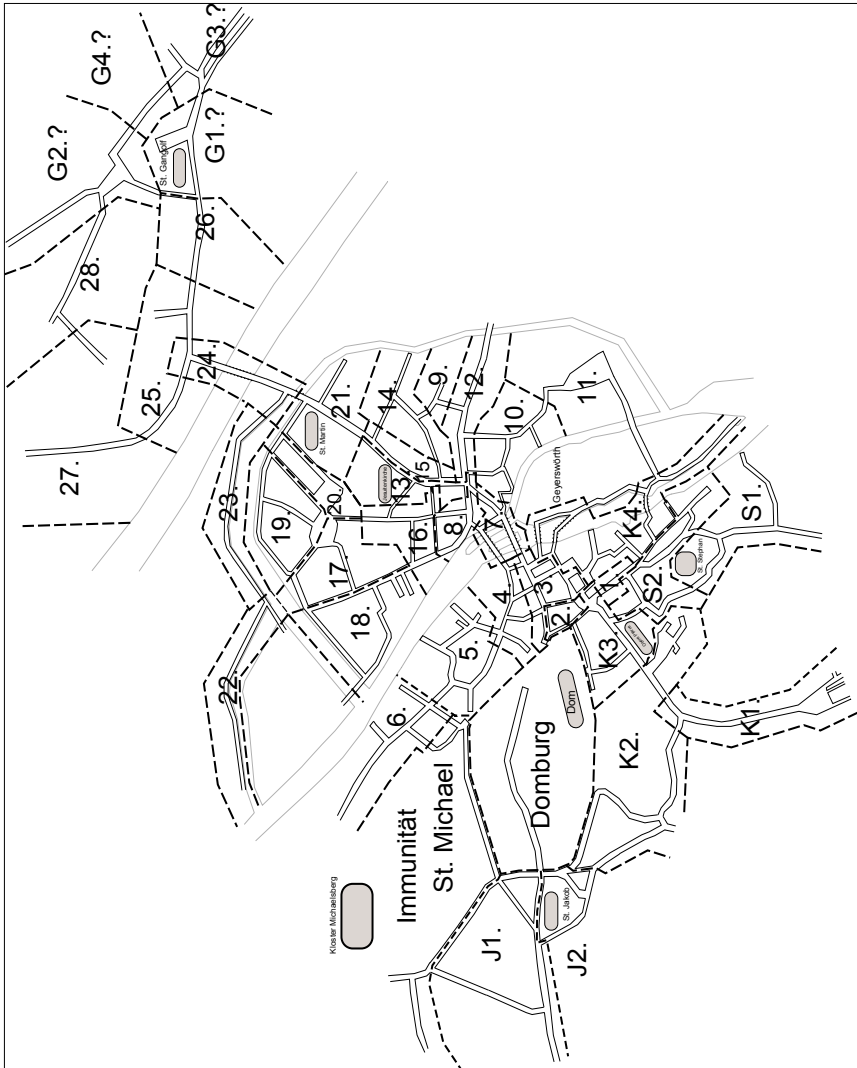 G3.?
G4.?
G2.?
G1.?
St. Gangolf
26.
28.
24.
25.
27.
23.
21.
St. Martin
14.
9.
12.
10.
11.
20.
19.
15
13.
Jesuitenkirche
16.
8.
7
17.
18.
22.
Geyerswörth
4.
3
2.
1
5.
6.
K4.
S1.
S2.
St. Stephan
K3
K1.
K2.
Dom
Domburg
Immunität
St. Michael
Kloster Michaelsberg
J1.
St. Jakob
J2.